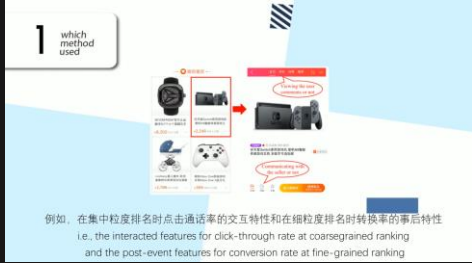 1
which
method
used
Viewing the user
comments or not
Communicating with
the seller or not
例如，在集中粒度排名时点击通话率的交互特性和在细粒度排名时转换率的事后特性
i.e., the interacted features for click-through rate at coarsegrained ranking
and the post-event features for conversion rate at fine-grained ranking